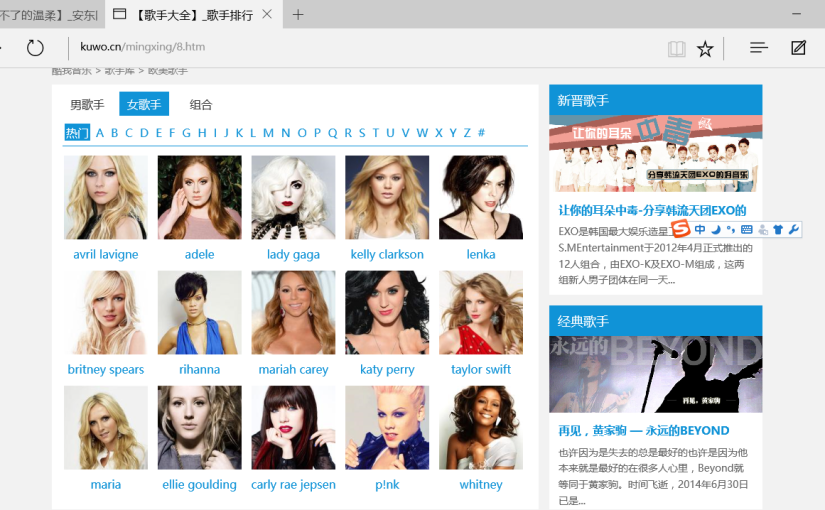 不了的温柔】_安东阝
【歌手大全】_歌手排行
kuwo.cn/mingxing/8.htm
酷我音乐 > 歌手库 > 欧美歌手
男歌手 女歌手 组合
热门 A B C D E F G H I J K L M N O P Q R S T U V W X Y Z #
avril lavigne adele lady gaga kelly clarkson lenka
britney spears rihanna mariah carey katy perry taylor swift
maria ellie goulding carly rae jepsen p!nk whitney
新晋歌手
让你的耳朵 中毒
分享韩流天团EXO的好音乐
让你的耳朵中毒-分享韩流天团EXO的
EXO是韩国最大娱乐造星
中
S.MEntertainment于2012年4月正式推出的
12人组合，由EXO-K及EXO-M组成，这两
组新人男子团体在同一天...
经典歌手
永远的BEYOND
再见，黄家驹
再见，黄家驹 — 永远的BEYOND
也许因为是失去的总是最好的也许是因为他
本来就是最好的在很多人心里，Beyond就
等同于黄家驹。时间飞逝，2014年6月30日
已是...